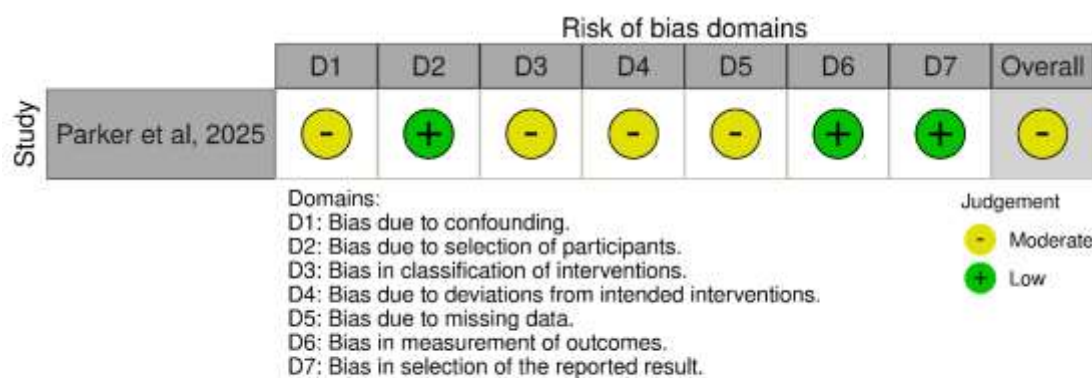 Risk of bias domains
D1 D2 D3 D4 D5 D6 D7 Overall
Study
Parker et al, 2025 - + - - - + + -
Domains:
D1: Bias due to confounding.
D2: Bias due to selection of participants.
D3: Bias in classification of interventions.
D4: Bias due to deviations from intended interventions.
D5: Bias due to missing data.
D6: Bias in measurement of outcomes.
D7: Bias in selection of the reported result.
Judgement
- Moderate
+ Low